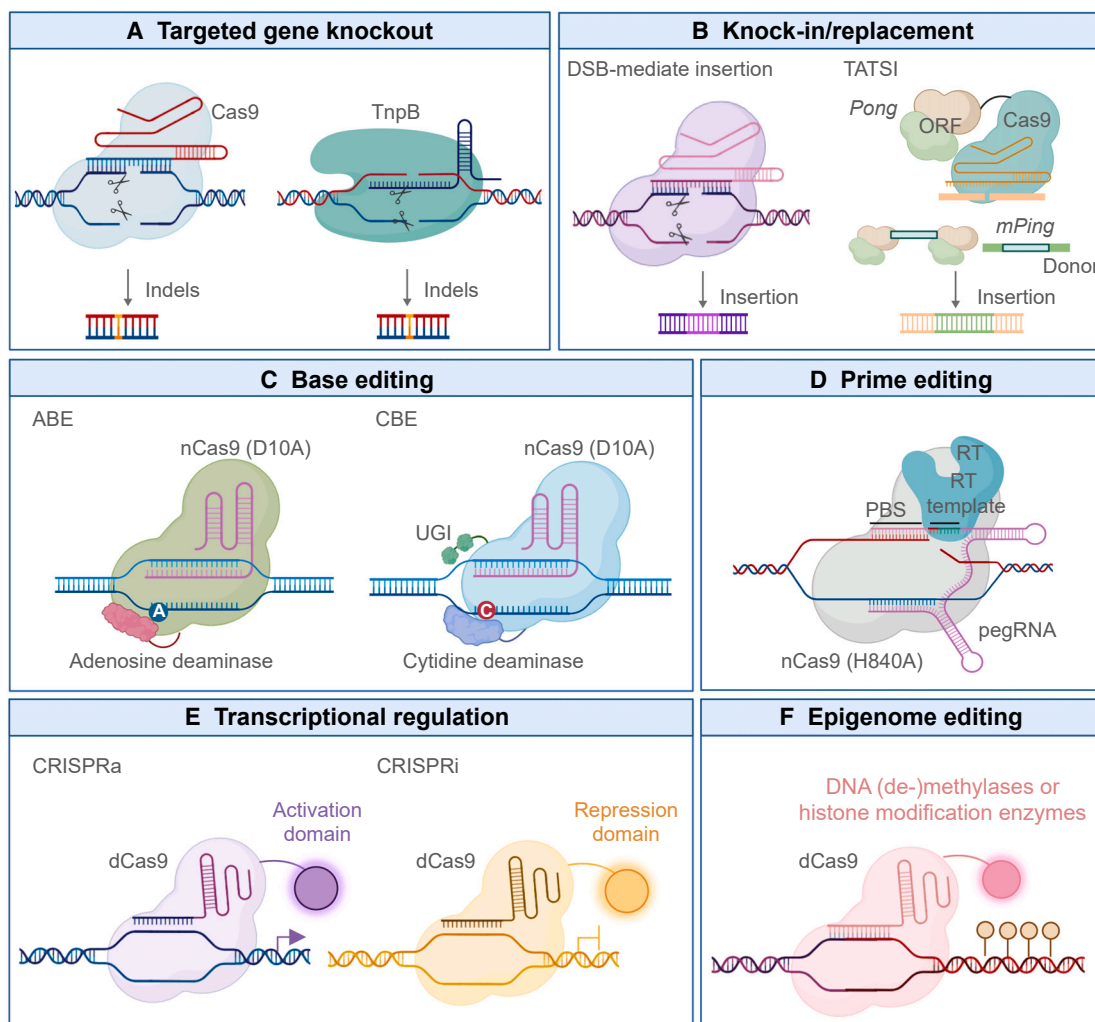 A Targeted gene knockout
Cas9
TnpB
Indels
Indels
B Knock-in/replacement
DSB-mediate insertion
TATSI
Pong
ORF
Cas9
mPing
Donor
Insertion
Insertion
C Base editing
ABE
CBE
nCas9 (D10A)
nCas9 (D10A)
UGI
A
C
Adenosine deaminase
Cytidine deaminase
D Prime editing
RT
RT
template
PBS
pegRNA
nCas9 (H840A)
E Transcriptional regulation
CRISPRa
CRISPRi
Activation
domain
Repression
domain
dCas9
dCas9
F Epigenome editing
DNA (de-)methylases or
histone modification enzymes
dCas9